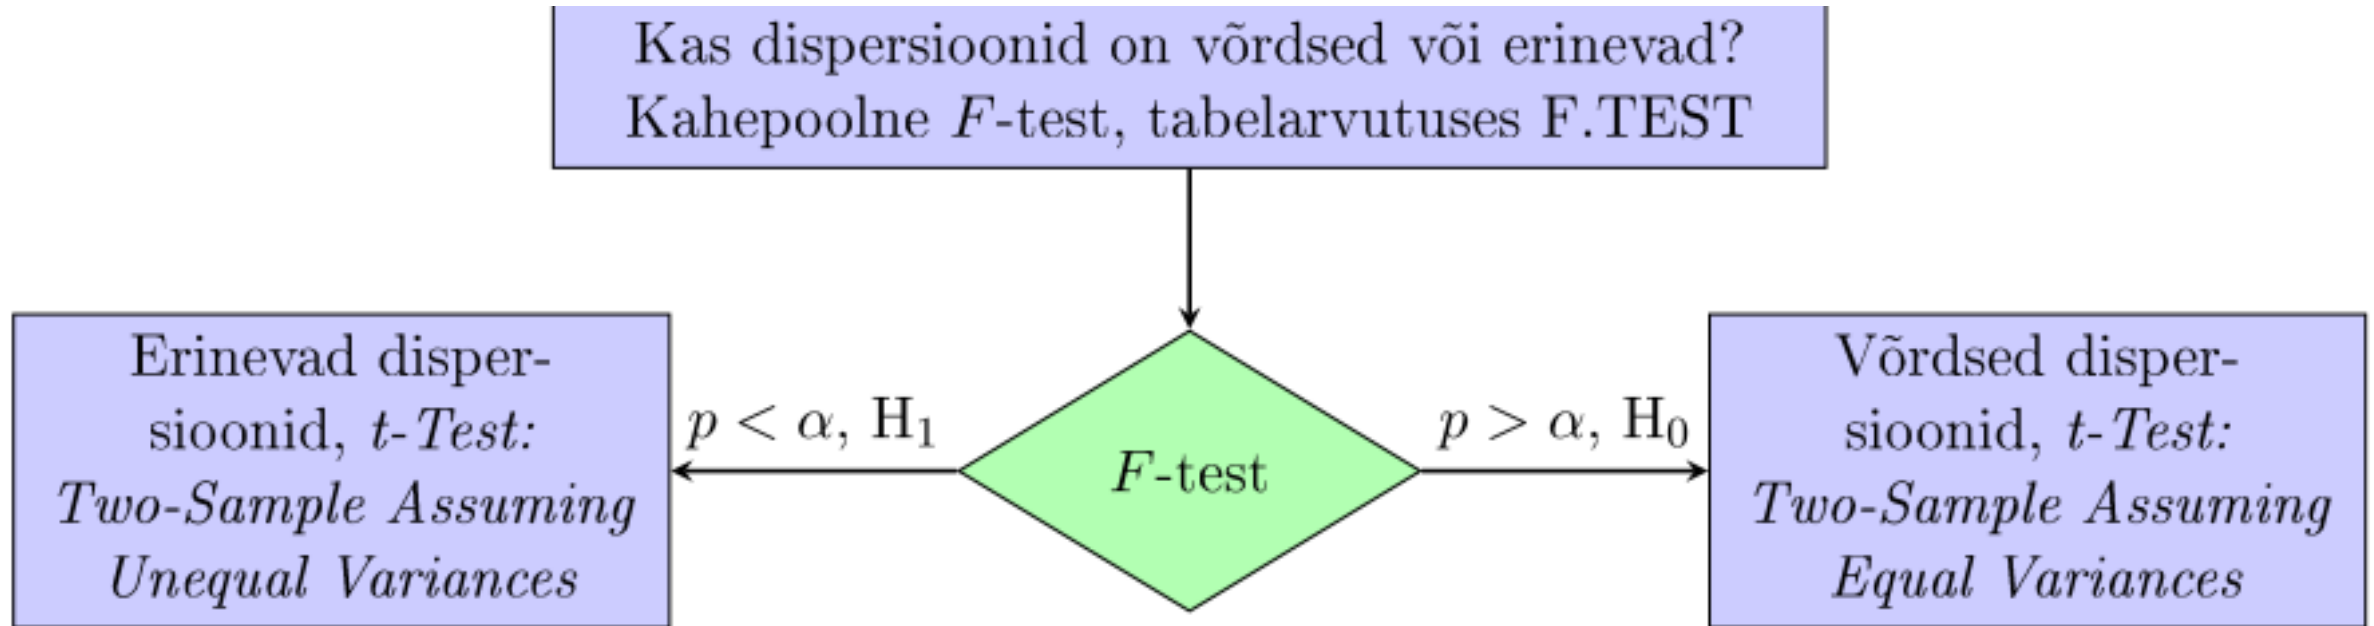 Kas dispersioonid on võrdsed või erinevad?
Kahepoolne F-test, tabelarvutuses F.TEST
Erinevad disper-
sioonid, t-Test:
Two-Sample Assuming
Unequal Variances
p < α, H₁
F-test
p > α, H₀
Võrdsed disper-
sioonid, t-Test:
Two-Sample Assuming
Equal Variances